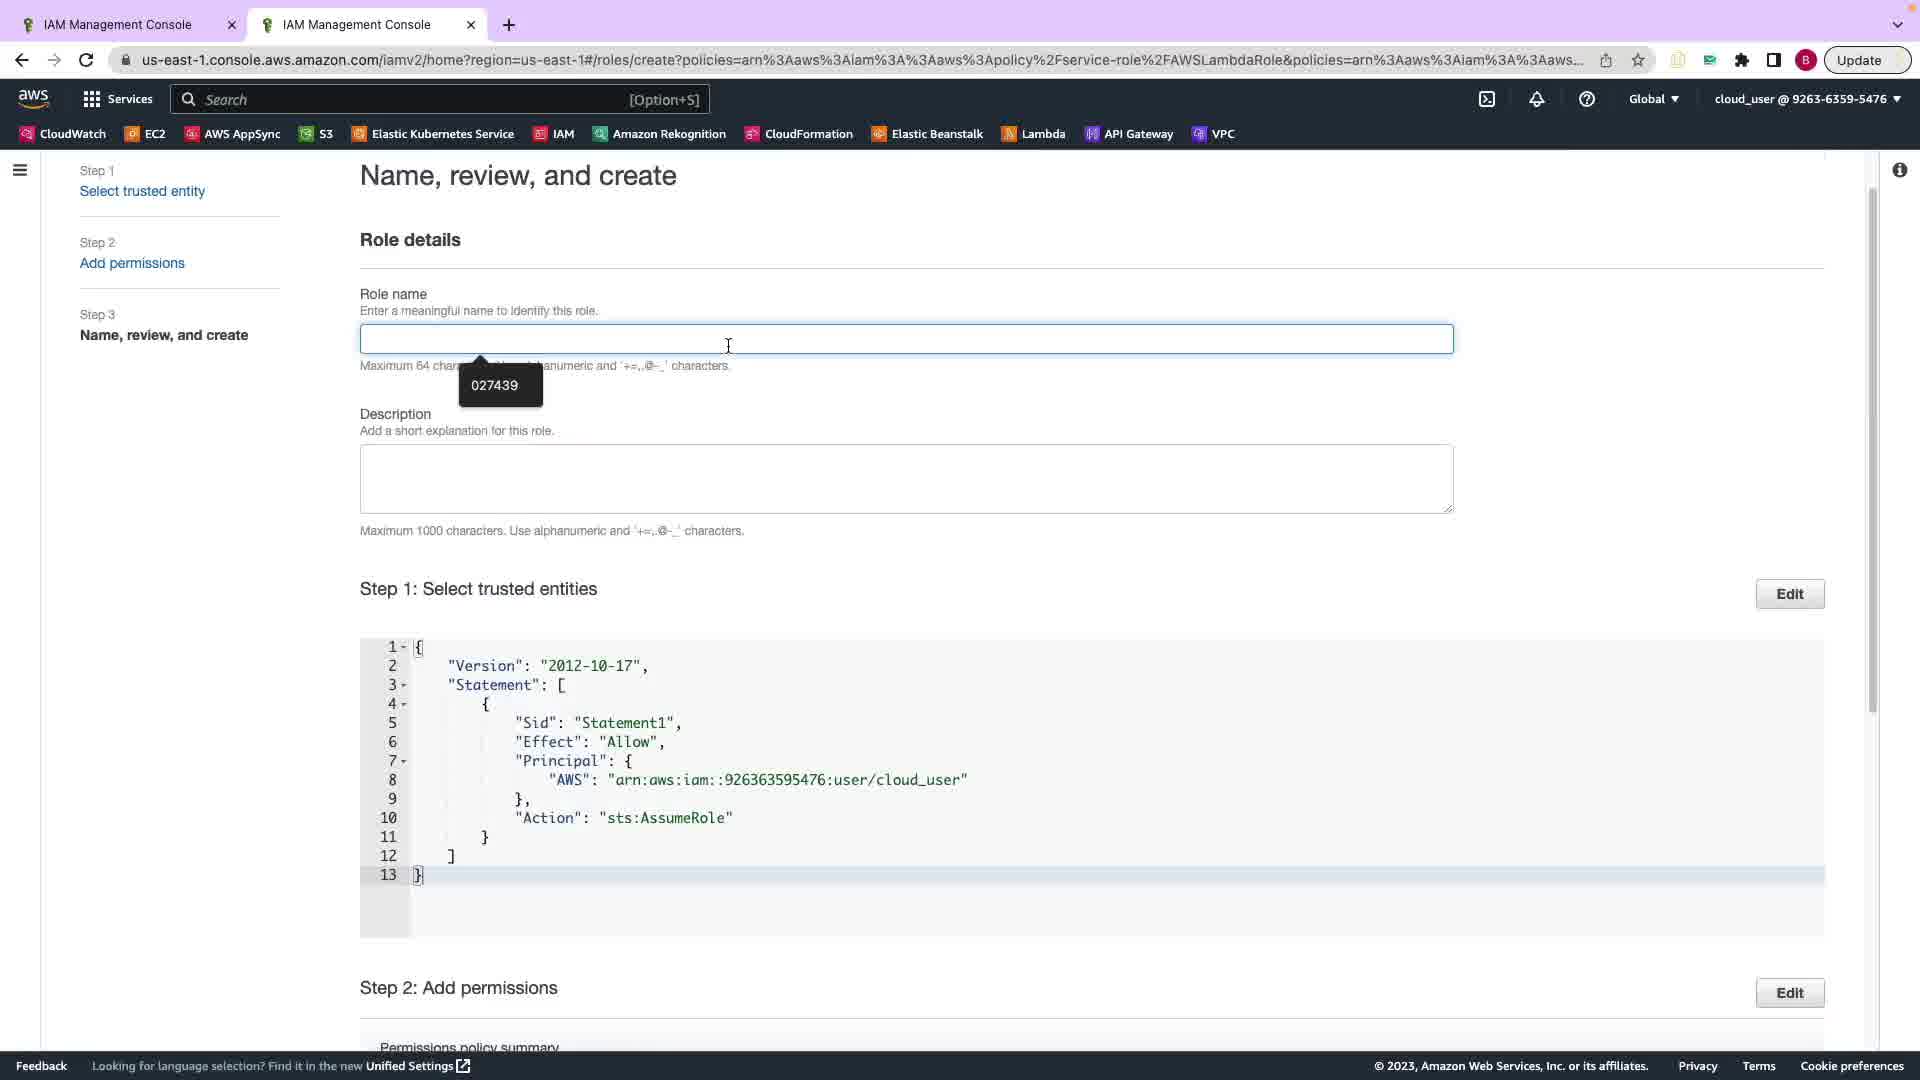 IAM Management Console
IAM Management Console
us-east-1.console.aws.amazon.com/iamv2/home?region=us-east-1#/roles/create?policies=arn%3Aaws%3Aiam%3A%3Aaws%3Apolicy%2Fservice-role%2FAWSLambdaRole&policies=arn%3Aaws%3Aiam%3A%3Aaws...
B
Update
aws
Services
Search
[Option+S]
Global
cloud_user @ 9263-6359-5476
CloudWatch
EC2
AWS AppSync
S3
Elastic Kubernetes Service
IAM
Amazon Rekognition
CloudFormation
Elastic Beanstalk
Lambda
API Gateway
VPC
Step 1
Select trusted entity
Step 2
Add permissions
Step 3
Name, review, and create
Name, review, and create
Role details
Role name
Enter a meaningful name to identify this role.
Maximum 64 anumeric and '+=,.@-_' characters.
027439
Description
Add a short explanation for this role.
Maximum 1000 characters. Use alphanumeric and '+=,.@-_' characters.
Step 1: Select trusted entities
Edit
1 {
2 "Version": "2012-10-17",
3 "Statement": [
4 {
5 "Sid": "Statement1",
6 "Effect": "Allow",
7 "Principal": {
8 "AWS": "arn:aws:iam::926363595476:user/cloud_user"
9 },
10 "Action": "sts:AssumeRole"
11 }
12 ]
13 }
Step 2: Add permissions
Edit
Permissions policy summary
Feedback
Looking for language selection? Find it in the new Unified Settings
© 2023, Amazon Web Services, Inc. or its affiliates.
Privacy
Terms
Cookie preferences